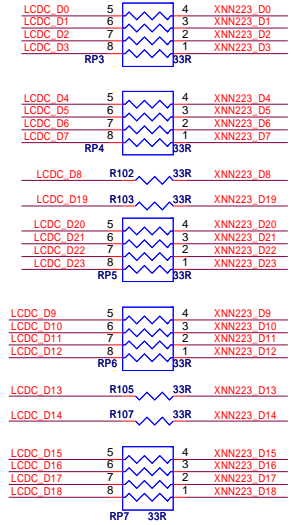 LCDC_D0 5 4 XNN223_D0
LCDC_D1 6 3 XNN223_D1
LCDC_D2 7 2 XNN223_D2
LCDC_D3 8 1 XNN223_D3
RP3 33R
LCDC_D4 5 4 XNN223_D4
LCDC_D5 6 3 XNN223_D5
LCDC_D6 7 2 XNN223_D6
LCDC_D7 8 1 XNN223_D7
RP4 33R
LCDC_D8 R102 33R XNN223_D8
LCDC_D19 R103 33R XNN223_D19
LCDC_D20 5 4 XNN223_D20
LCDC_D21 6 3 XNN223_D21
LCDC_D22 7 2 XNN223_D22
LCDC_D23 8 1 XNN223_D23
RP5 33R
LCDC_D9 5 4 XNN223_D9
LCDC_D10 6 3 XNN223_D10
LCDC_D11 7 2 XNN223_D11
LCDC_D12 8 1 XNN223_D12
RP6 33R
LCDC_D13 R105 33R XNN223_D13
LCDC_D14 R107 33R XNN223_D14
LCDC_D15 5 4 XNN223_D15
LCDC_D16 6 3 XNN223_D16
LCDC_D17 7 2 XNN223_D17
LCDC_D18 8 1 XNN223_D18
RP7 33R